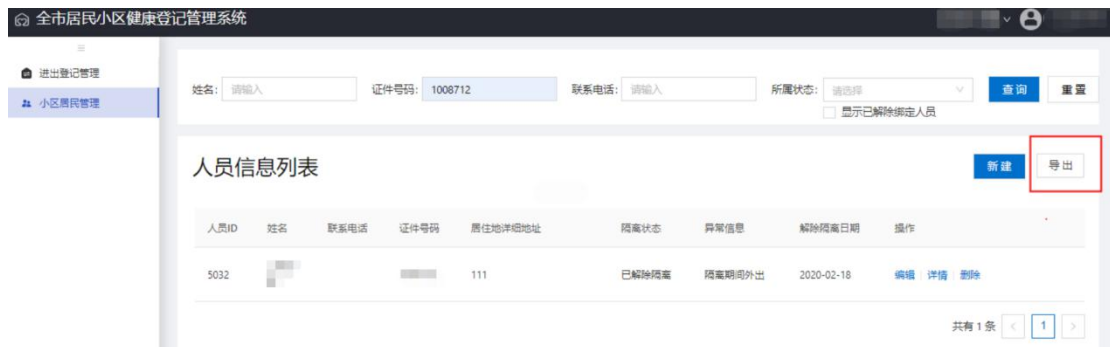 全市居民小区健康登记管理系统
进出登记管理
小区居民管理
姓名: 请输入 证件号码: 1008712 联系电话: 请输入 所属状态: 请选择 查询 重置
显示已解除绑定人员
人员信息列表 新建 导出
人员ID 姓名 联系电话 证件号码 居住地详细地址 隔离状态 异常信息 解除隔离日期 操作
5032 111 已解除隔离 隔离期间外出 2020-02-18 编辑 详情 删除
共有1条 < 1 >